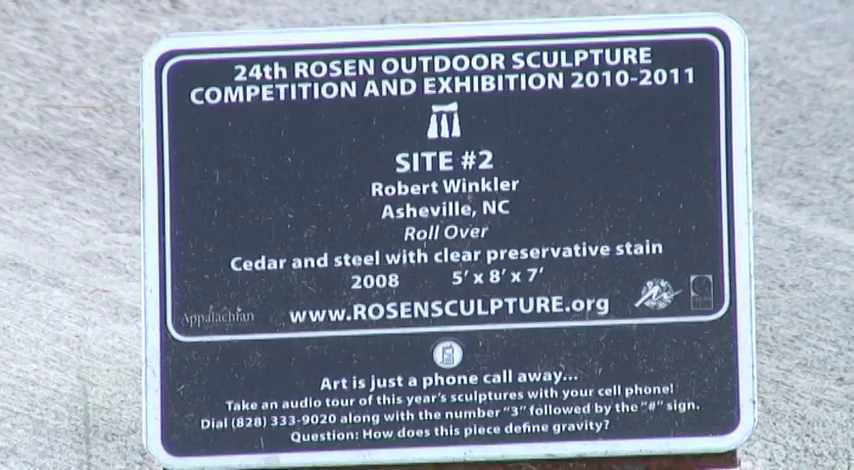 24th ROSEN OUTDOOR SCULPTURE
COMPETITION AND EXHIBITION 2010-2011
SITE #2
Robert Winkler
Asheville, NC
Roll Over
Cedar and steel with clear preservative stain
2008 5' x 8' x 7'
Appalachian www.ROSENSCULPTURE.org
Art is just a phone call away...
Take an audio tour of this year's sculptures with your cell phone!
Dial (828) 333-9020 along with the number "3" followed by the "#" sign.
Question: How does this piece define gravity?